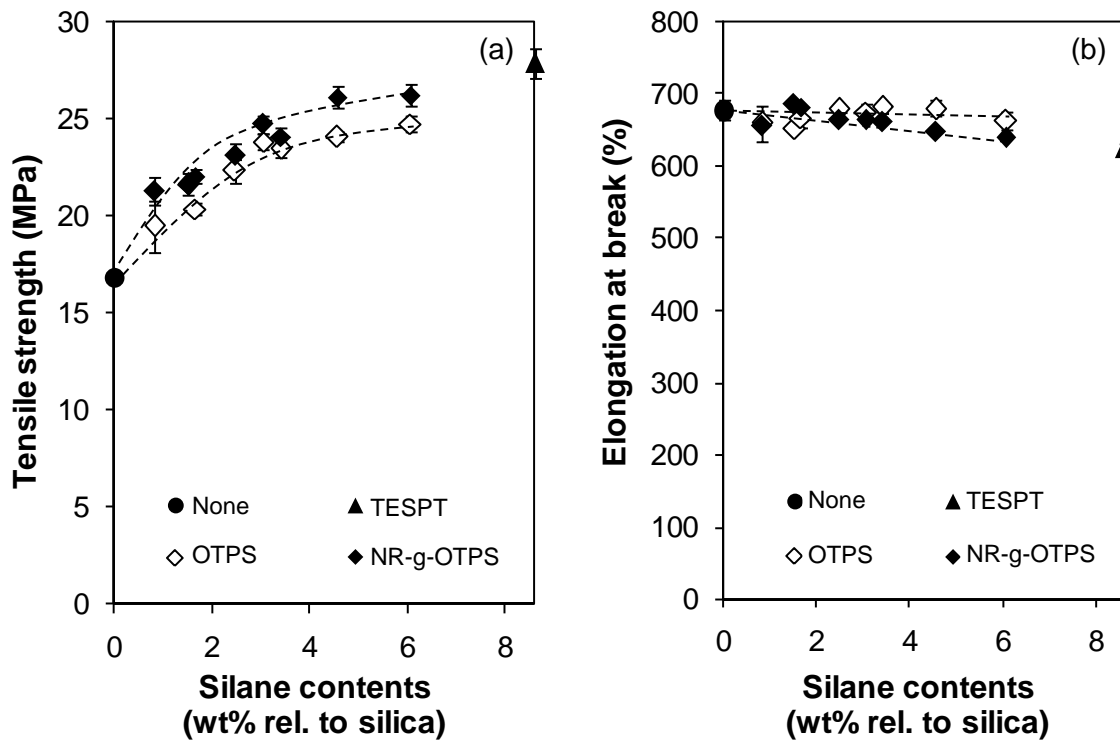 30
25
20
15
10
5
0
Tensile strength (MPa)
(a)
None
TESPT
OTPS
NR-g-OTPS
0 2 4 6 8
Silane contents
(wt% rel. to silica)
800
700
600
500
400
300
200
100
0
Elongation at break (%)
(b)
None
TESPT
OTPS
NR-g-OTPS
0 2 4 6 8
Silane contents
(wt% rel. to silica)